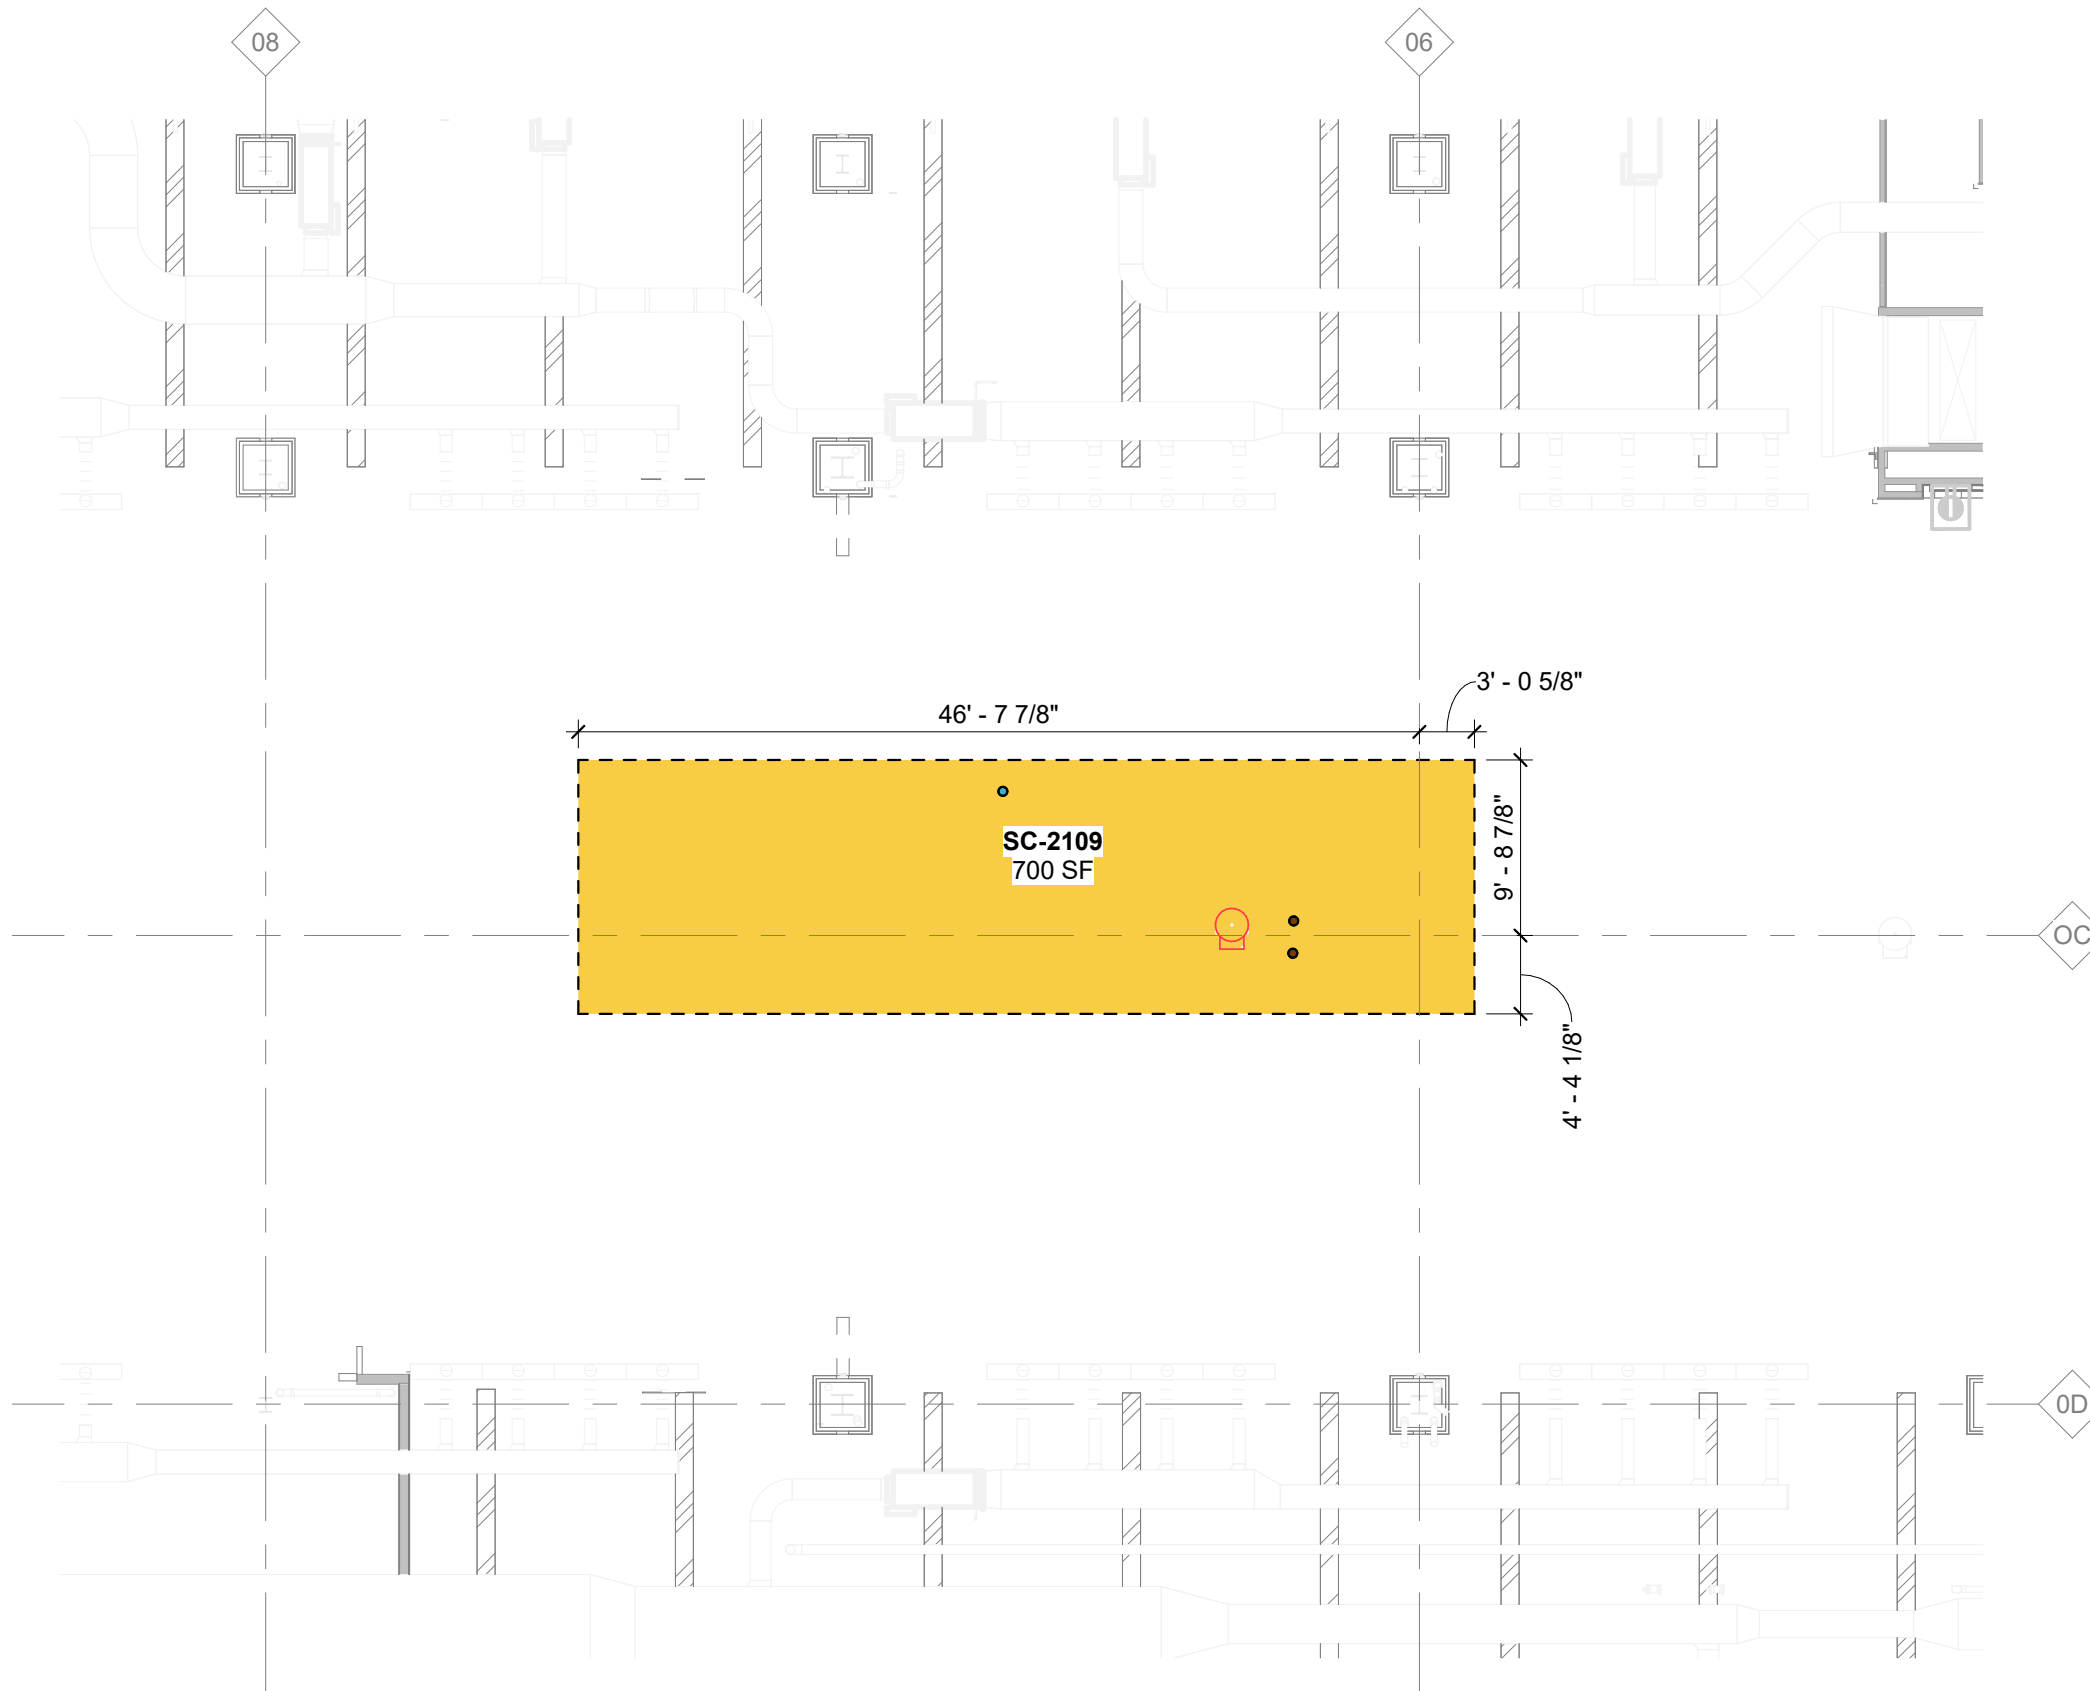 08
06
3' - 0 5/8"
46' - 7 7/8"
SC-2109
700 SF
9' - 8 7/8"
OC
4' - 4 1/8"
0D